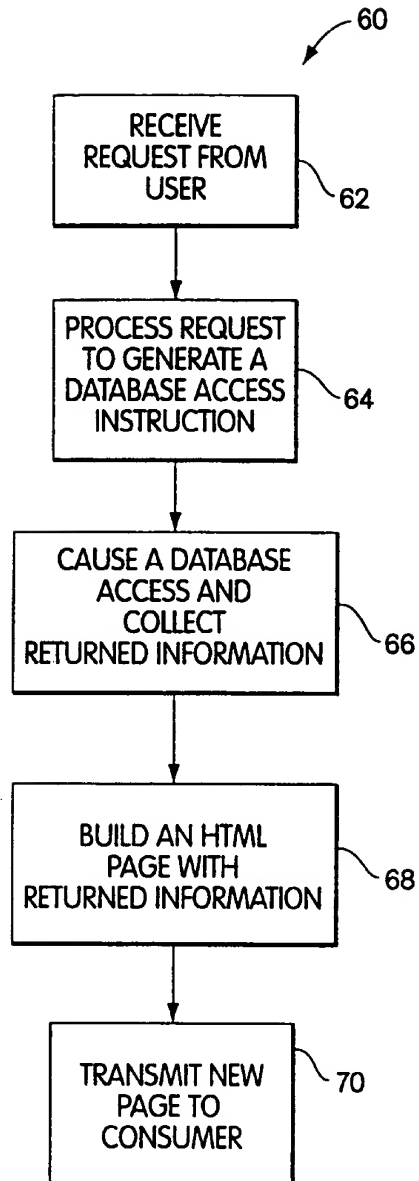 60
RECEIVE
REQUEST FROM
USER
62
PROCESS REQUEST
TO GENERATE A
DATABASE ACCESS
INSTRUCTION
64
CAUSE A DATABASE
ACCESS AND
COLLECT
RETURNED INFORMATION
66
BUILD AN HTML
PAGE WITH
RETURNED INFORMATION
68
TRANSMIT NEW
PAGE TO
CONSUMER
70